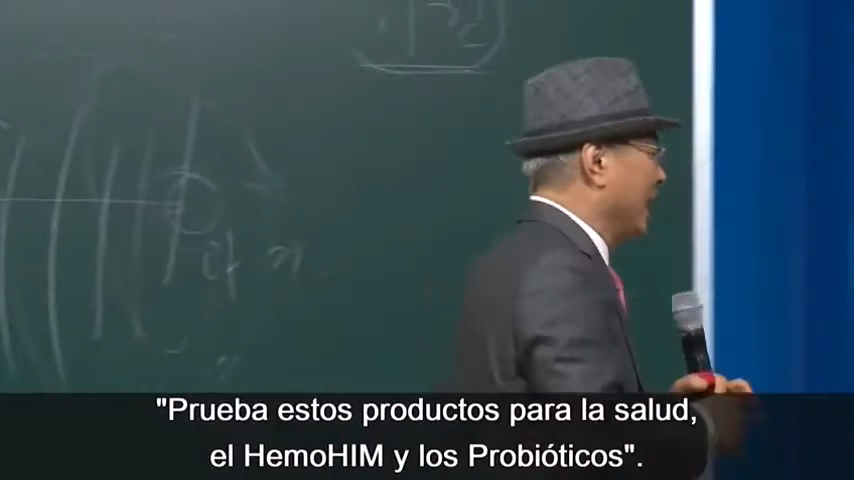 "Prueba estos productos para la salud,
el HemoHIM y los Probióticos".